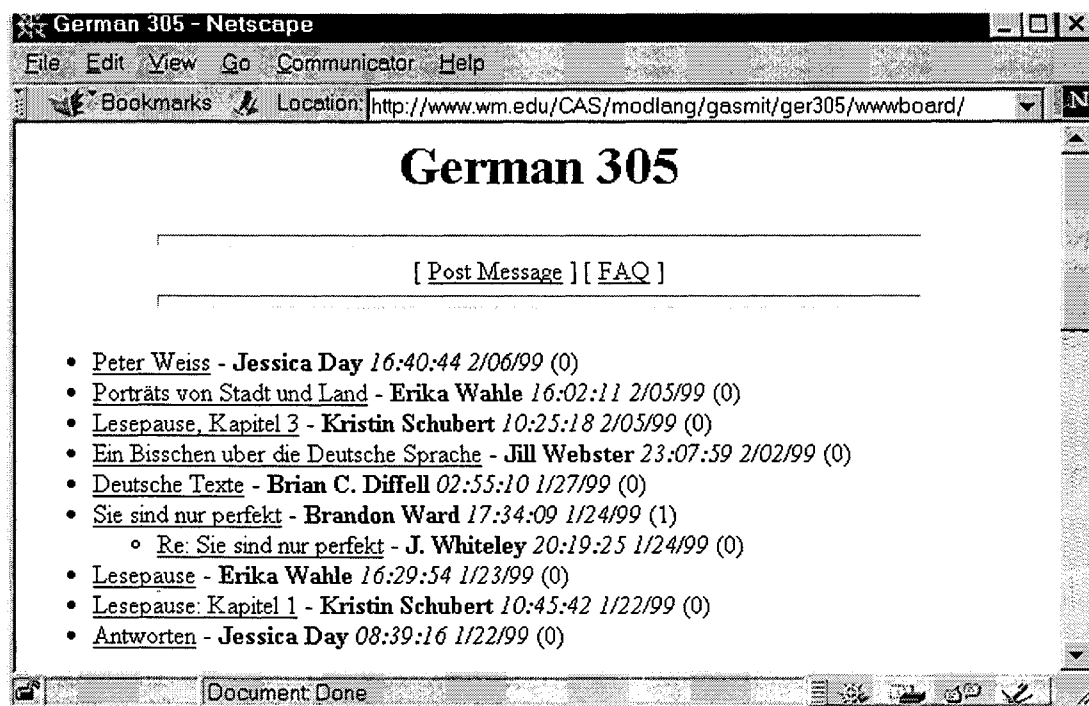 German 305 - Netscape
File Edit View Go Communicator Help
Bookmarks Location: http://www.wm.edu/CAS/modlang/gasmit/ger305/wwwboard/ N
German 305
[ Post Message ] [ FAQ ]
• Peter Weiss - Jessica Day 16:40:44 2/06/99 (0)
• Porträts von Stadt und Land - Erika Wahle 16:02:11 2/05/99 (0)
• Lesepause, Kapitel 3 - Kristin Schubert 10:25:18 2/05/99 (0)
• Ein Bisschen uber die Deutsche Sprache - Jill Webster 23:07:59 2/02/99 (0)
• Deutsche Texte - Brian C. Diffell 02:55:10 1/27/99 (0)
• Sie sind nur perfekt - Brandon Ward 17:34:09 1/24/99 (1)
o Re: Sie sind nur perfekt - J. Whiteley 20:19:25 1/24/99 (0)
• Lesepause - Erika Wahle 16:29:54 1/23/99 (0)
• Lesepause: Kapitel 1 - Kristin Schubert 10:45:42 1/22/99 (0)
• Antworten - Jessica Day 08:39:16 1/22/99 (0)
Document: Done